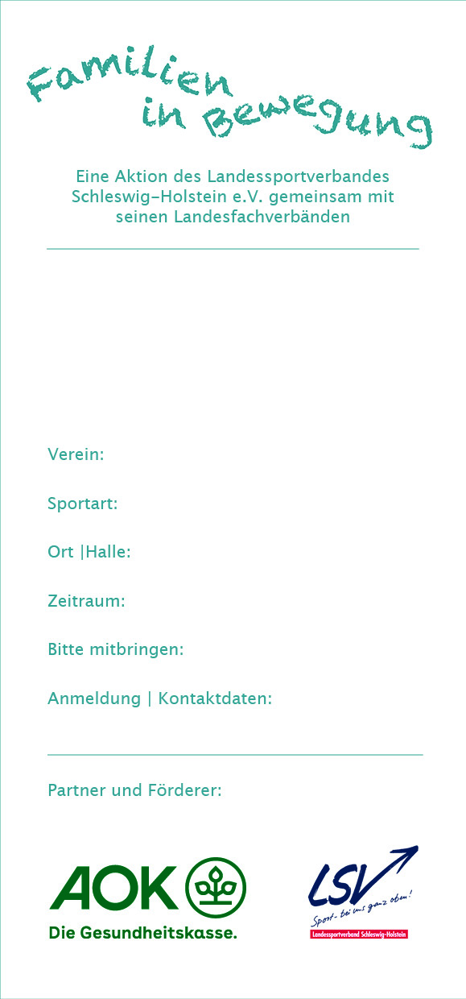 Familien
in Bewegung
Eine Aktion des Landessportverbandes
Schleswig-Holstein e.V. gemeinsam mit
seinen Landesfachverbänden
Verein:
Sportart:
Ort |Halle:
Zeitraum:
Bitte mitbringen:
Anmeldung | Kontaktdaten:
Partner und Förderer:
AOK
Die Gesundheitskasse.
LSV
Sport - bei uns ganz oben!
Landessportverband Schleswig-Holstein